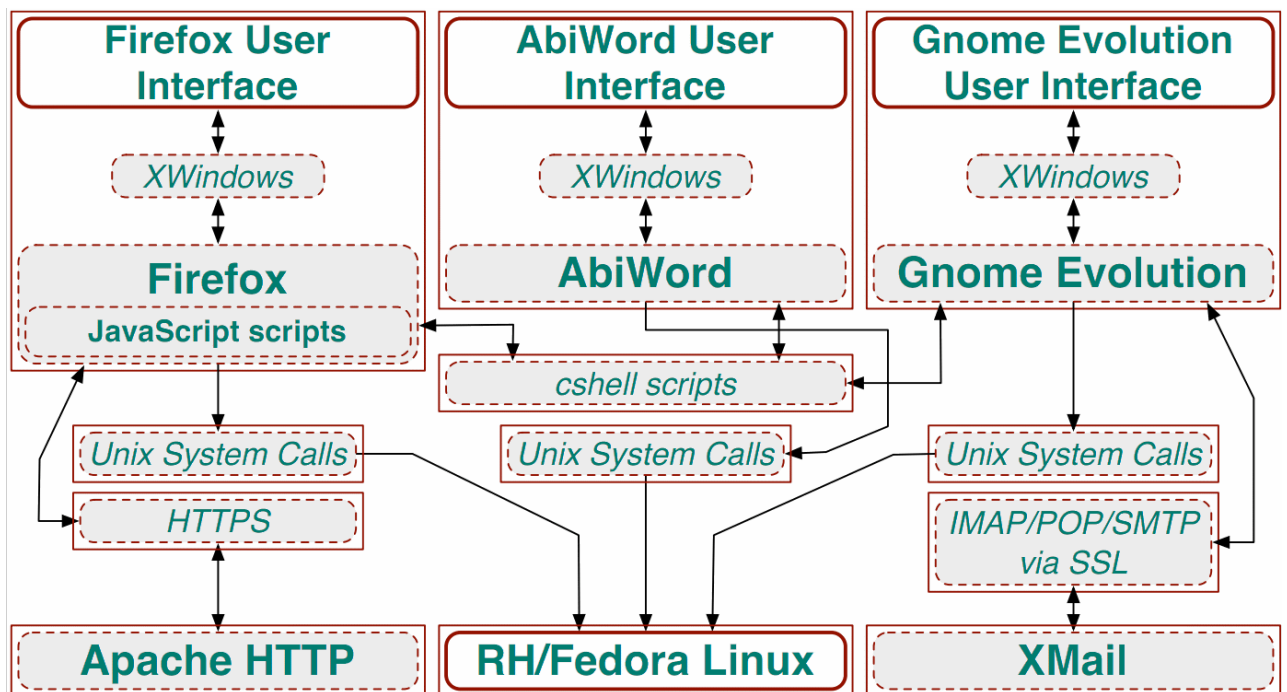 Firefox User
Interface
AbiWord User
Interface
Gnome Evolution
User Interface
XWindows
XWindows
XWindows
Firefox
JavaScript scripts
AbiWord
Gnome Evolution
cshell scripts
Unix System Calls
Unix System Calls
Unix System Calls
HTTPS
IMAP/POP/SMTP
via SSL
Apache HTTP
RH/Fedora Linux
XMail